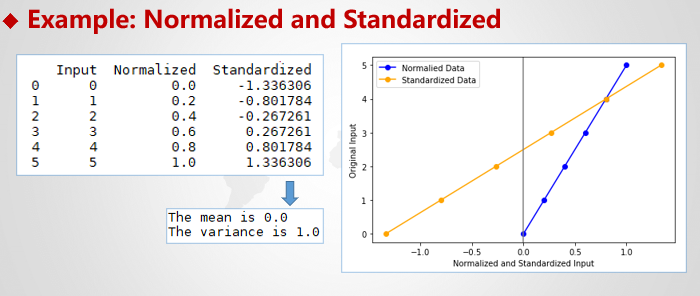 ◆ Example: Normalized and Standardized
Input Normalized Standardized
0 0 0.0 -1.336306
1 1 0.2 -0.801784
2 2 0.4 -0.267261
3 3 0.6 0.267261
4 4 0.8 0.801784
5 5 1.0 1.336306
The mean is 0.0
The variance is 1.0
Normalied Data
Standardized Data
5
4
3
2
1
0
Original Input
−1.0 −0.5 0.0 0.5 1.0
Normalized and Standardized Input